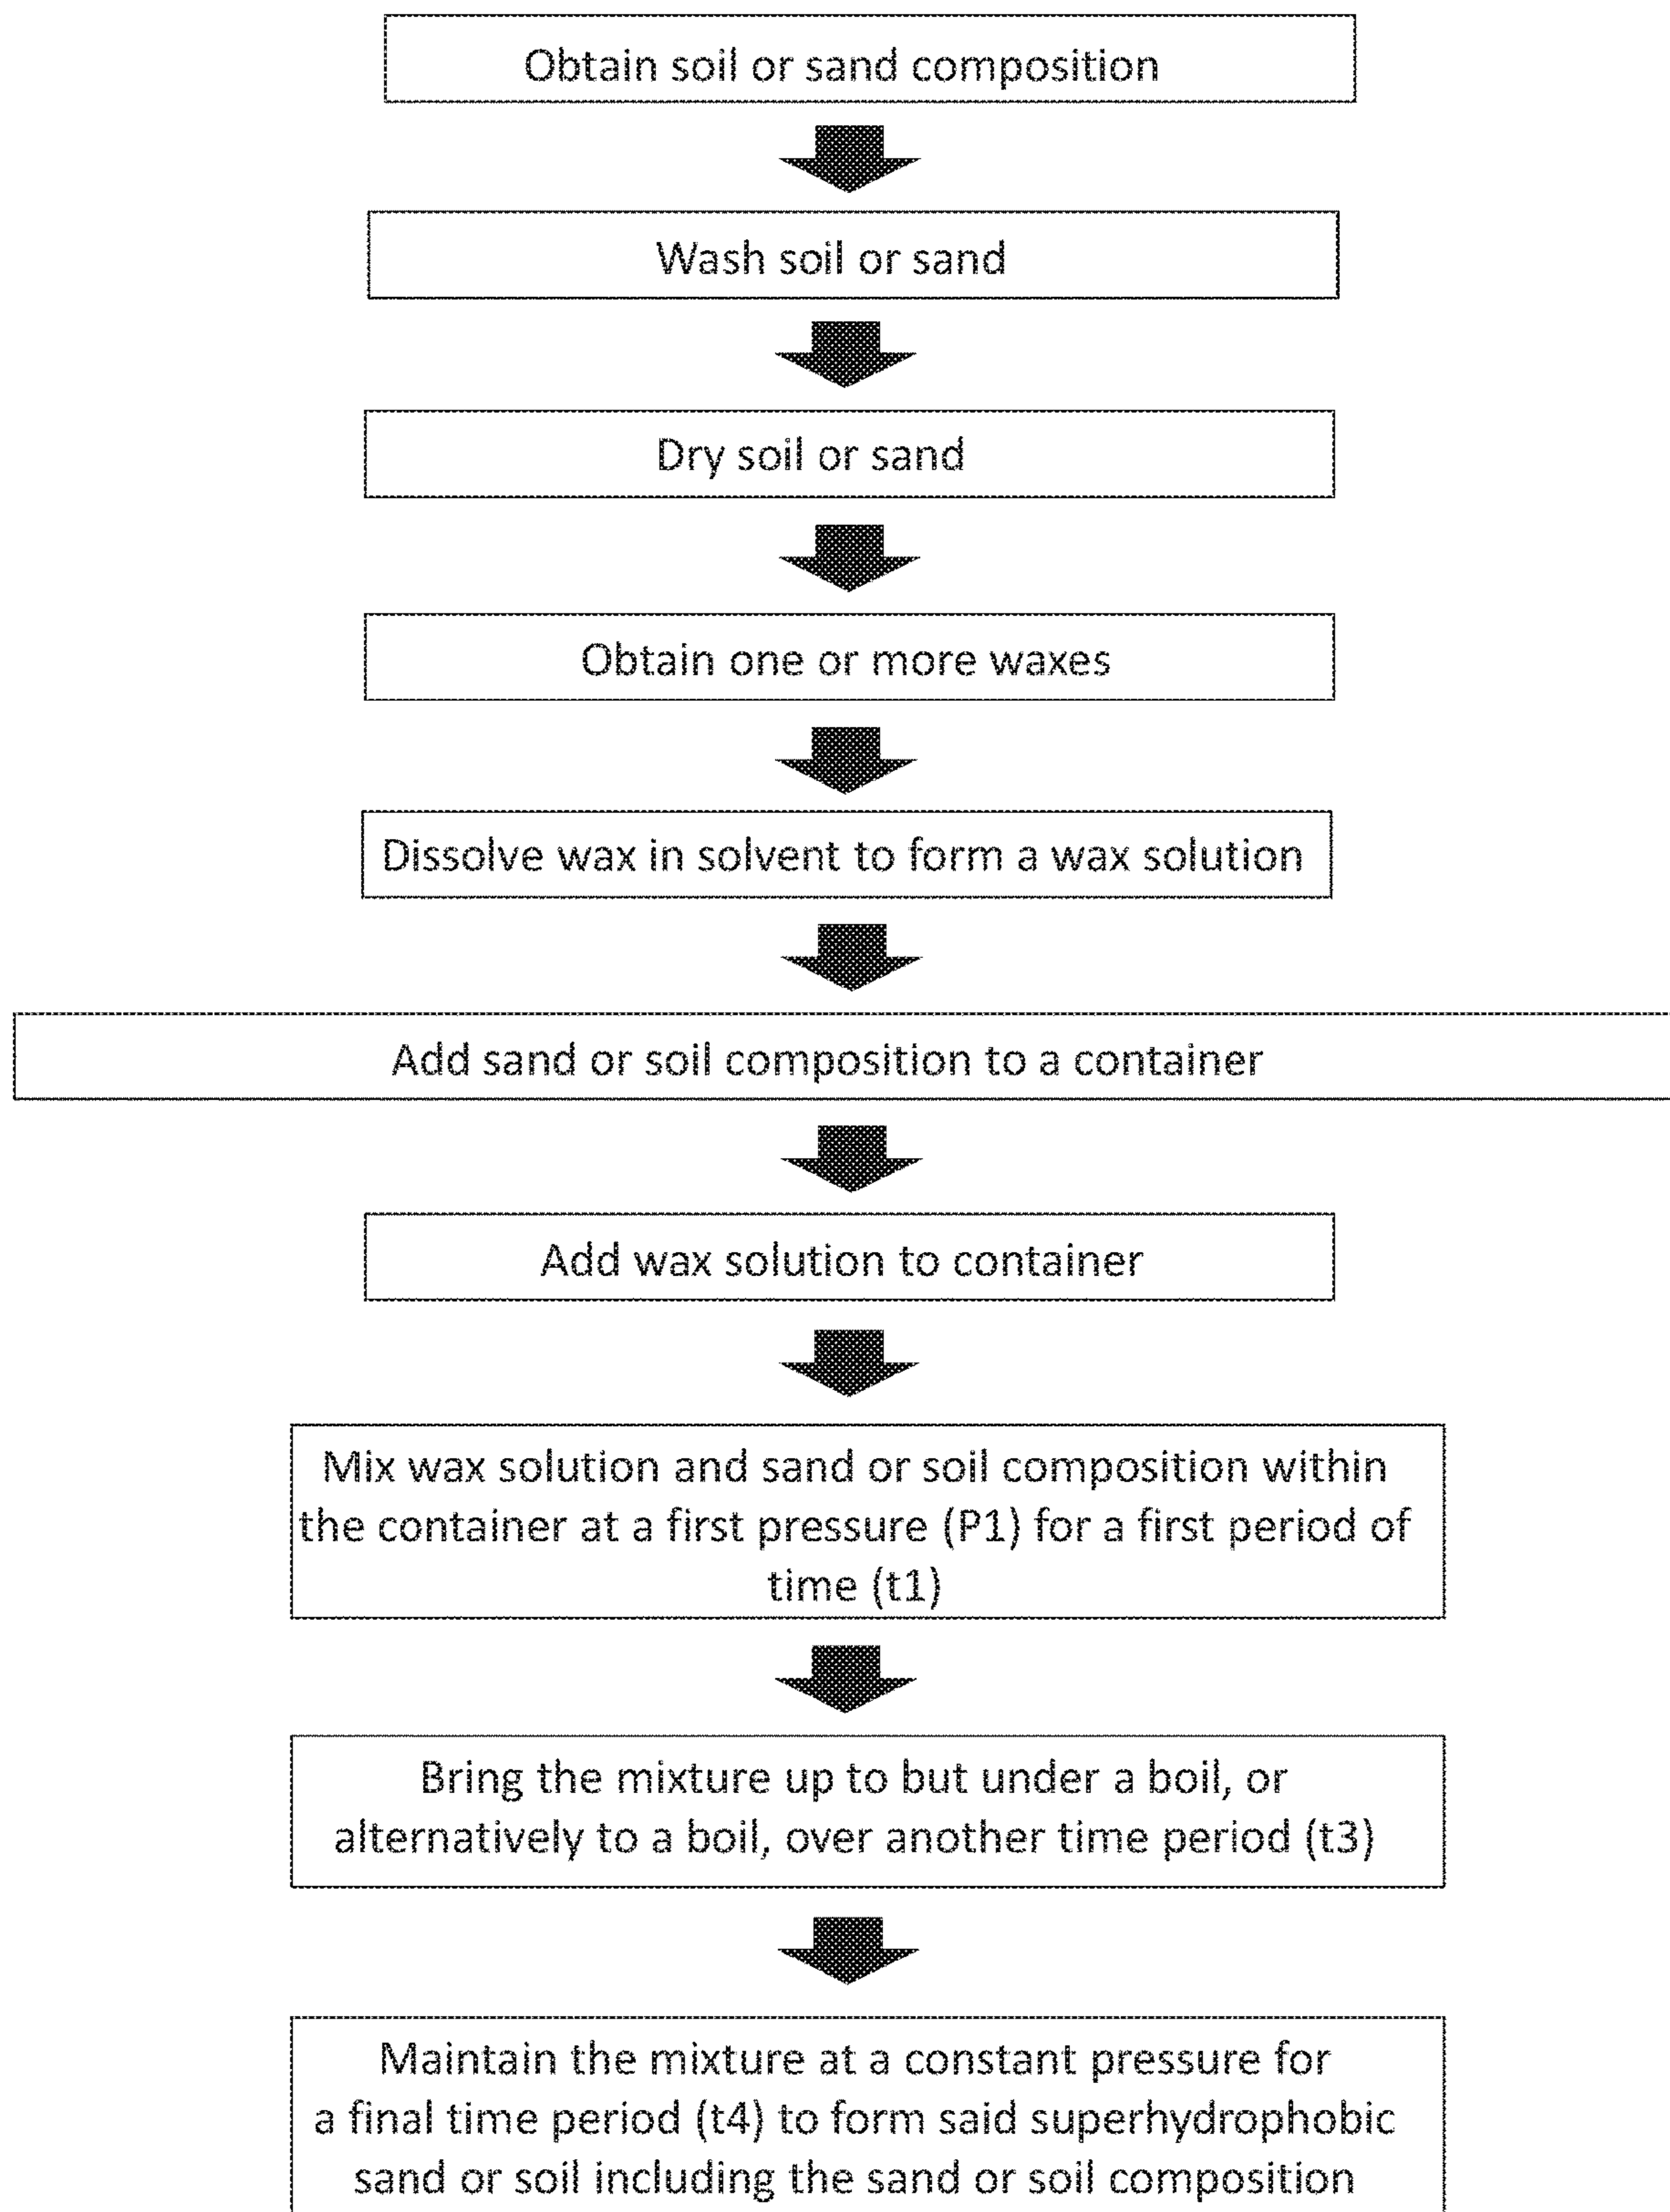 Obtain soil or sand composition
Wash soil or sand
Dry soil or sand
Obtain one or more waxes
Dissolve wax in solvent to form a wax solution
Add sand or soil composition to a container
Add wax solution to container
Mix wax solution and sand or soil composition within
the container at a first pressure (P1) for a first period of
time (t1)
Bring the mixture up to but under a boil, or
alternatively to a boil, over another time period (t3)
Maintain the mixture at a constant pressure for
a final time period (t4) to form said superhydrophobic
sand or soil including the sand or soil composition